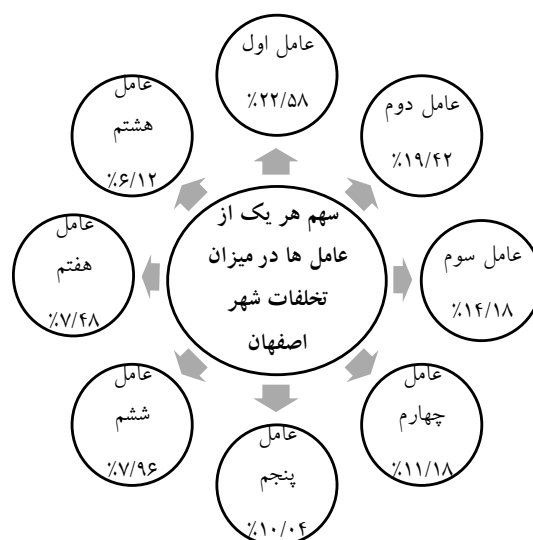 عامل اول
٪۲۲/۵۸
عامل دوم
٪۱۹/۴۲
عامل سوم
٪۱۴/۱۸
عامل
چهارم
٪۱۱/۱۸
عامل
پنجم
٪۱۰/۰۴
عامل
ششم
٪۷/۹۶
عامل
هفتم
٪۷/۴۸
عامل
هشتم
٪۶/۱۲
سهم هر یک از
عامل ها در میزان
تخلفات شهر
اصفهان